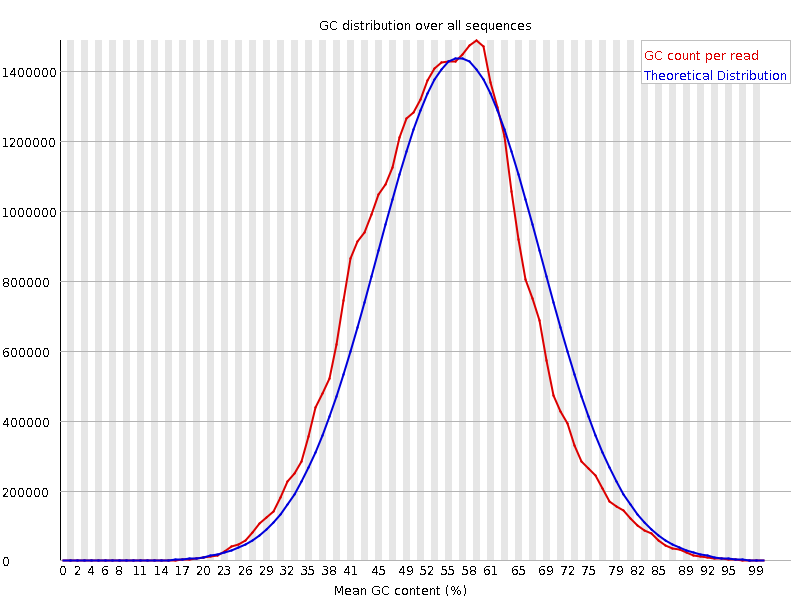 GC distribution over all sequences
GC count per read
Theoretical Distribution
1400000
1200000
1000000
800000
600000
400000
200000
0
0 2 4 6 8 11 14 17 20 23 26 29 32 35 38 41 45 49 52 55 58 61 65 69 72 75 79 82 85 89 92 95 99
Mean GC content (%)